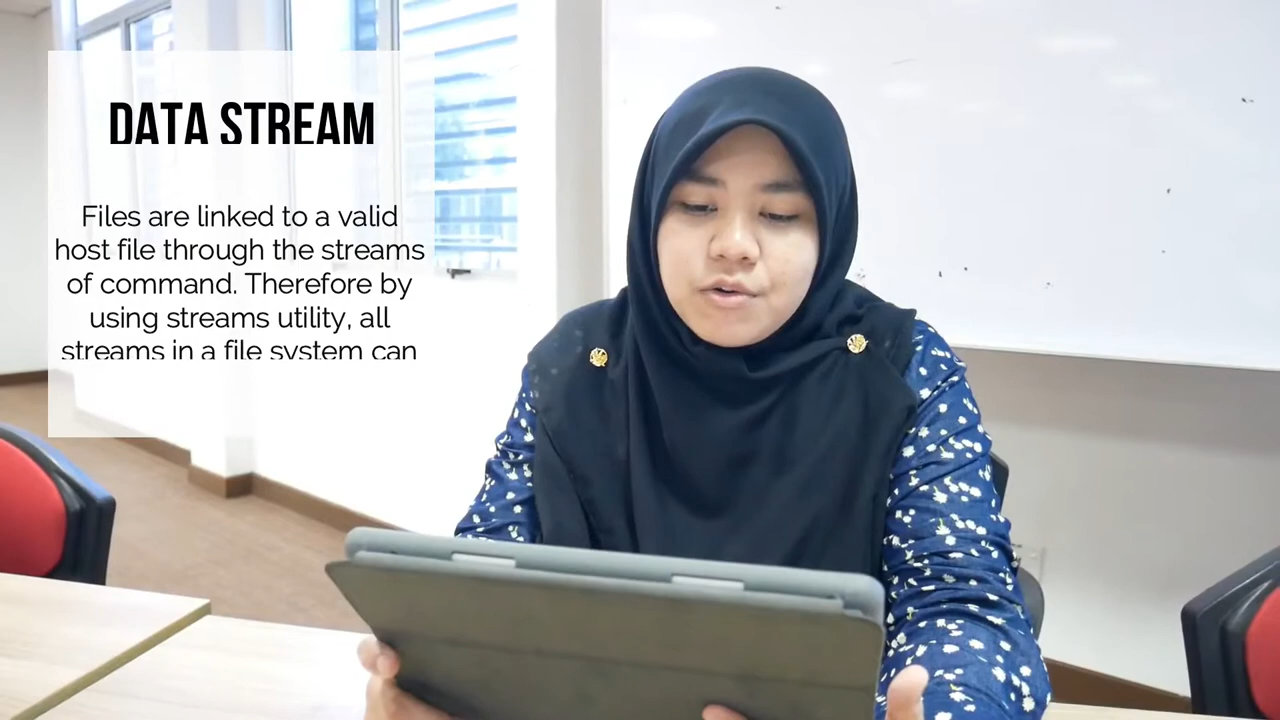 DATA STREAM
Files are linked to a valid
host file through the streams
of command. Therefore by
using streams utility, all
streams in a file system can